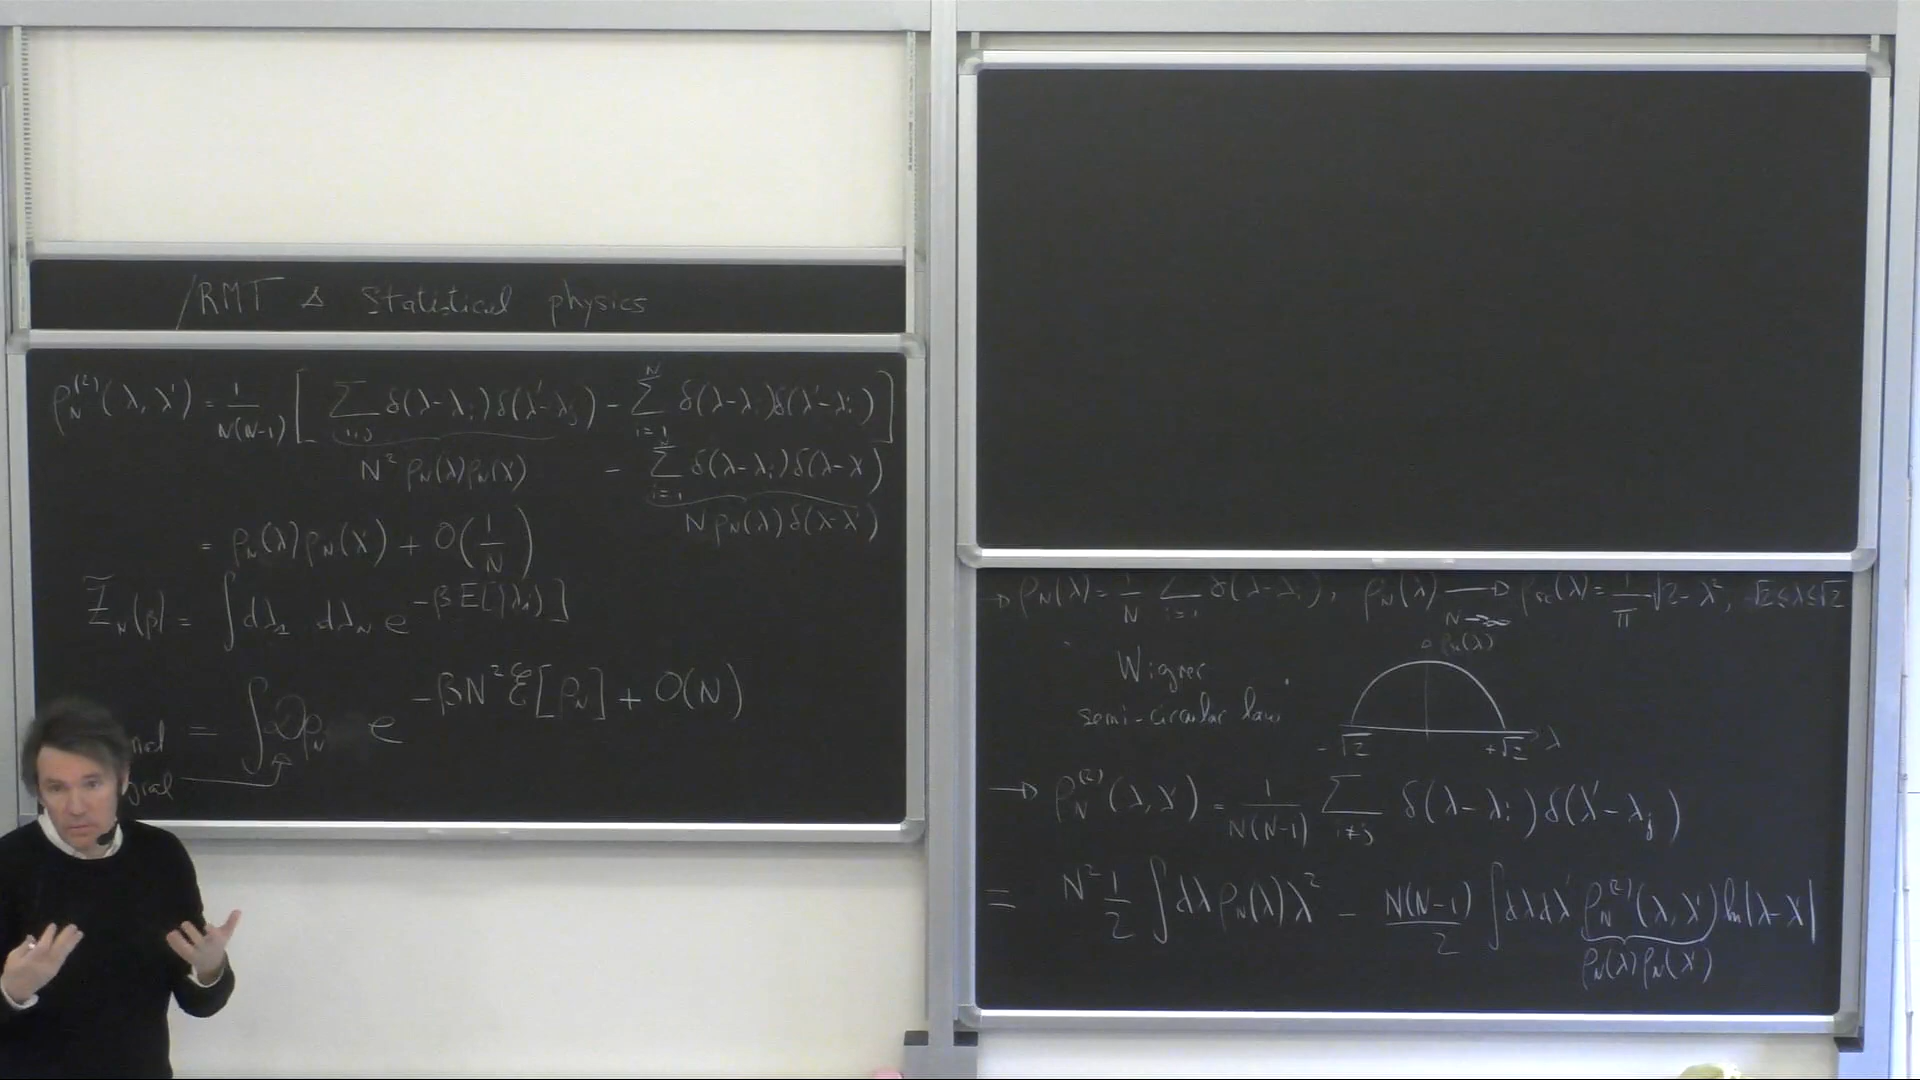 /RMT & Statistical physics
ρ_N^{(2)}(λ,λ') = 1/N(N-1) [ Σ_{i,j} δ(λ-λ_i)δ(λ'-λ_j) - Σ_{i=1}^N δ(λ-λ_i)δ(λ'-λ_i) ]
N² ρ_N(λ)ρ_N(λ') - Σ_{i=1}^N δ(λ-λ_i)δ(λ-λ')
Nρ_N(λ)δ(λ-λ')
= ρ_N(λ)ρ_N(λ') + O(1/N)
Z̃_N(β) = ∫dλ_1 dλ_N e^{-βE[{λ_i}]}
= ∫Dρ_N e^{-βN²ℰ[ρ_N] + O(N)}
→ ρ_N(λ) = 1/N Σ_{i=1} δ(λ-λ_i), ρ_N(λ) →_{N→∞} ρ_sc(λ) = 1/π √2-λ², -√2≤λ≤√2
ρ_sc(λ)
Wigner
semi-circular law
-√2 +√2 λ
→ ρ_N^{(2)}(λ,λ') = 1/N(N-1) Σ_{i≠j} δ(λ-λ_i)δ(λ'-λ_j)
= N² 1/2 ∫dλ ρ_N(λ)λ² - N(N-1)/2 ∫dλdλ' ρ_N^{(2)}(λ,λ') ln|λ-λ'|
ρ_N(λ)ρ_N(λ')